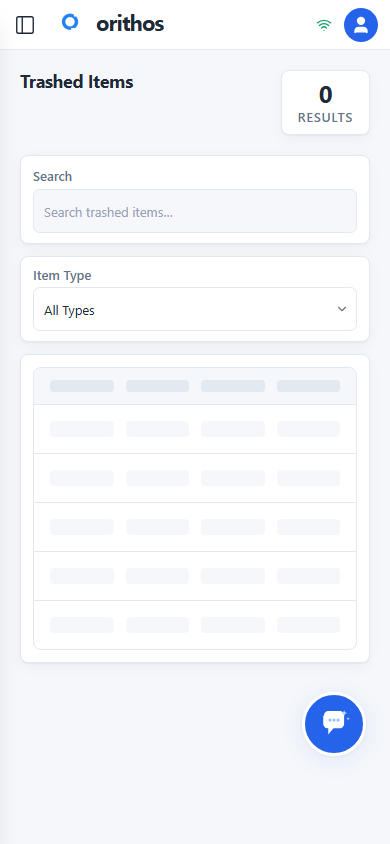 orithos
Trashed Items
0
RESULTS
Search
Search trashed items...
Item Type
All Types